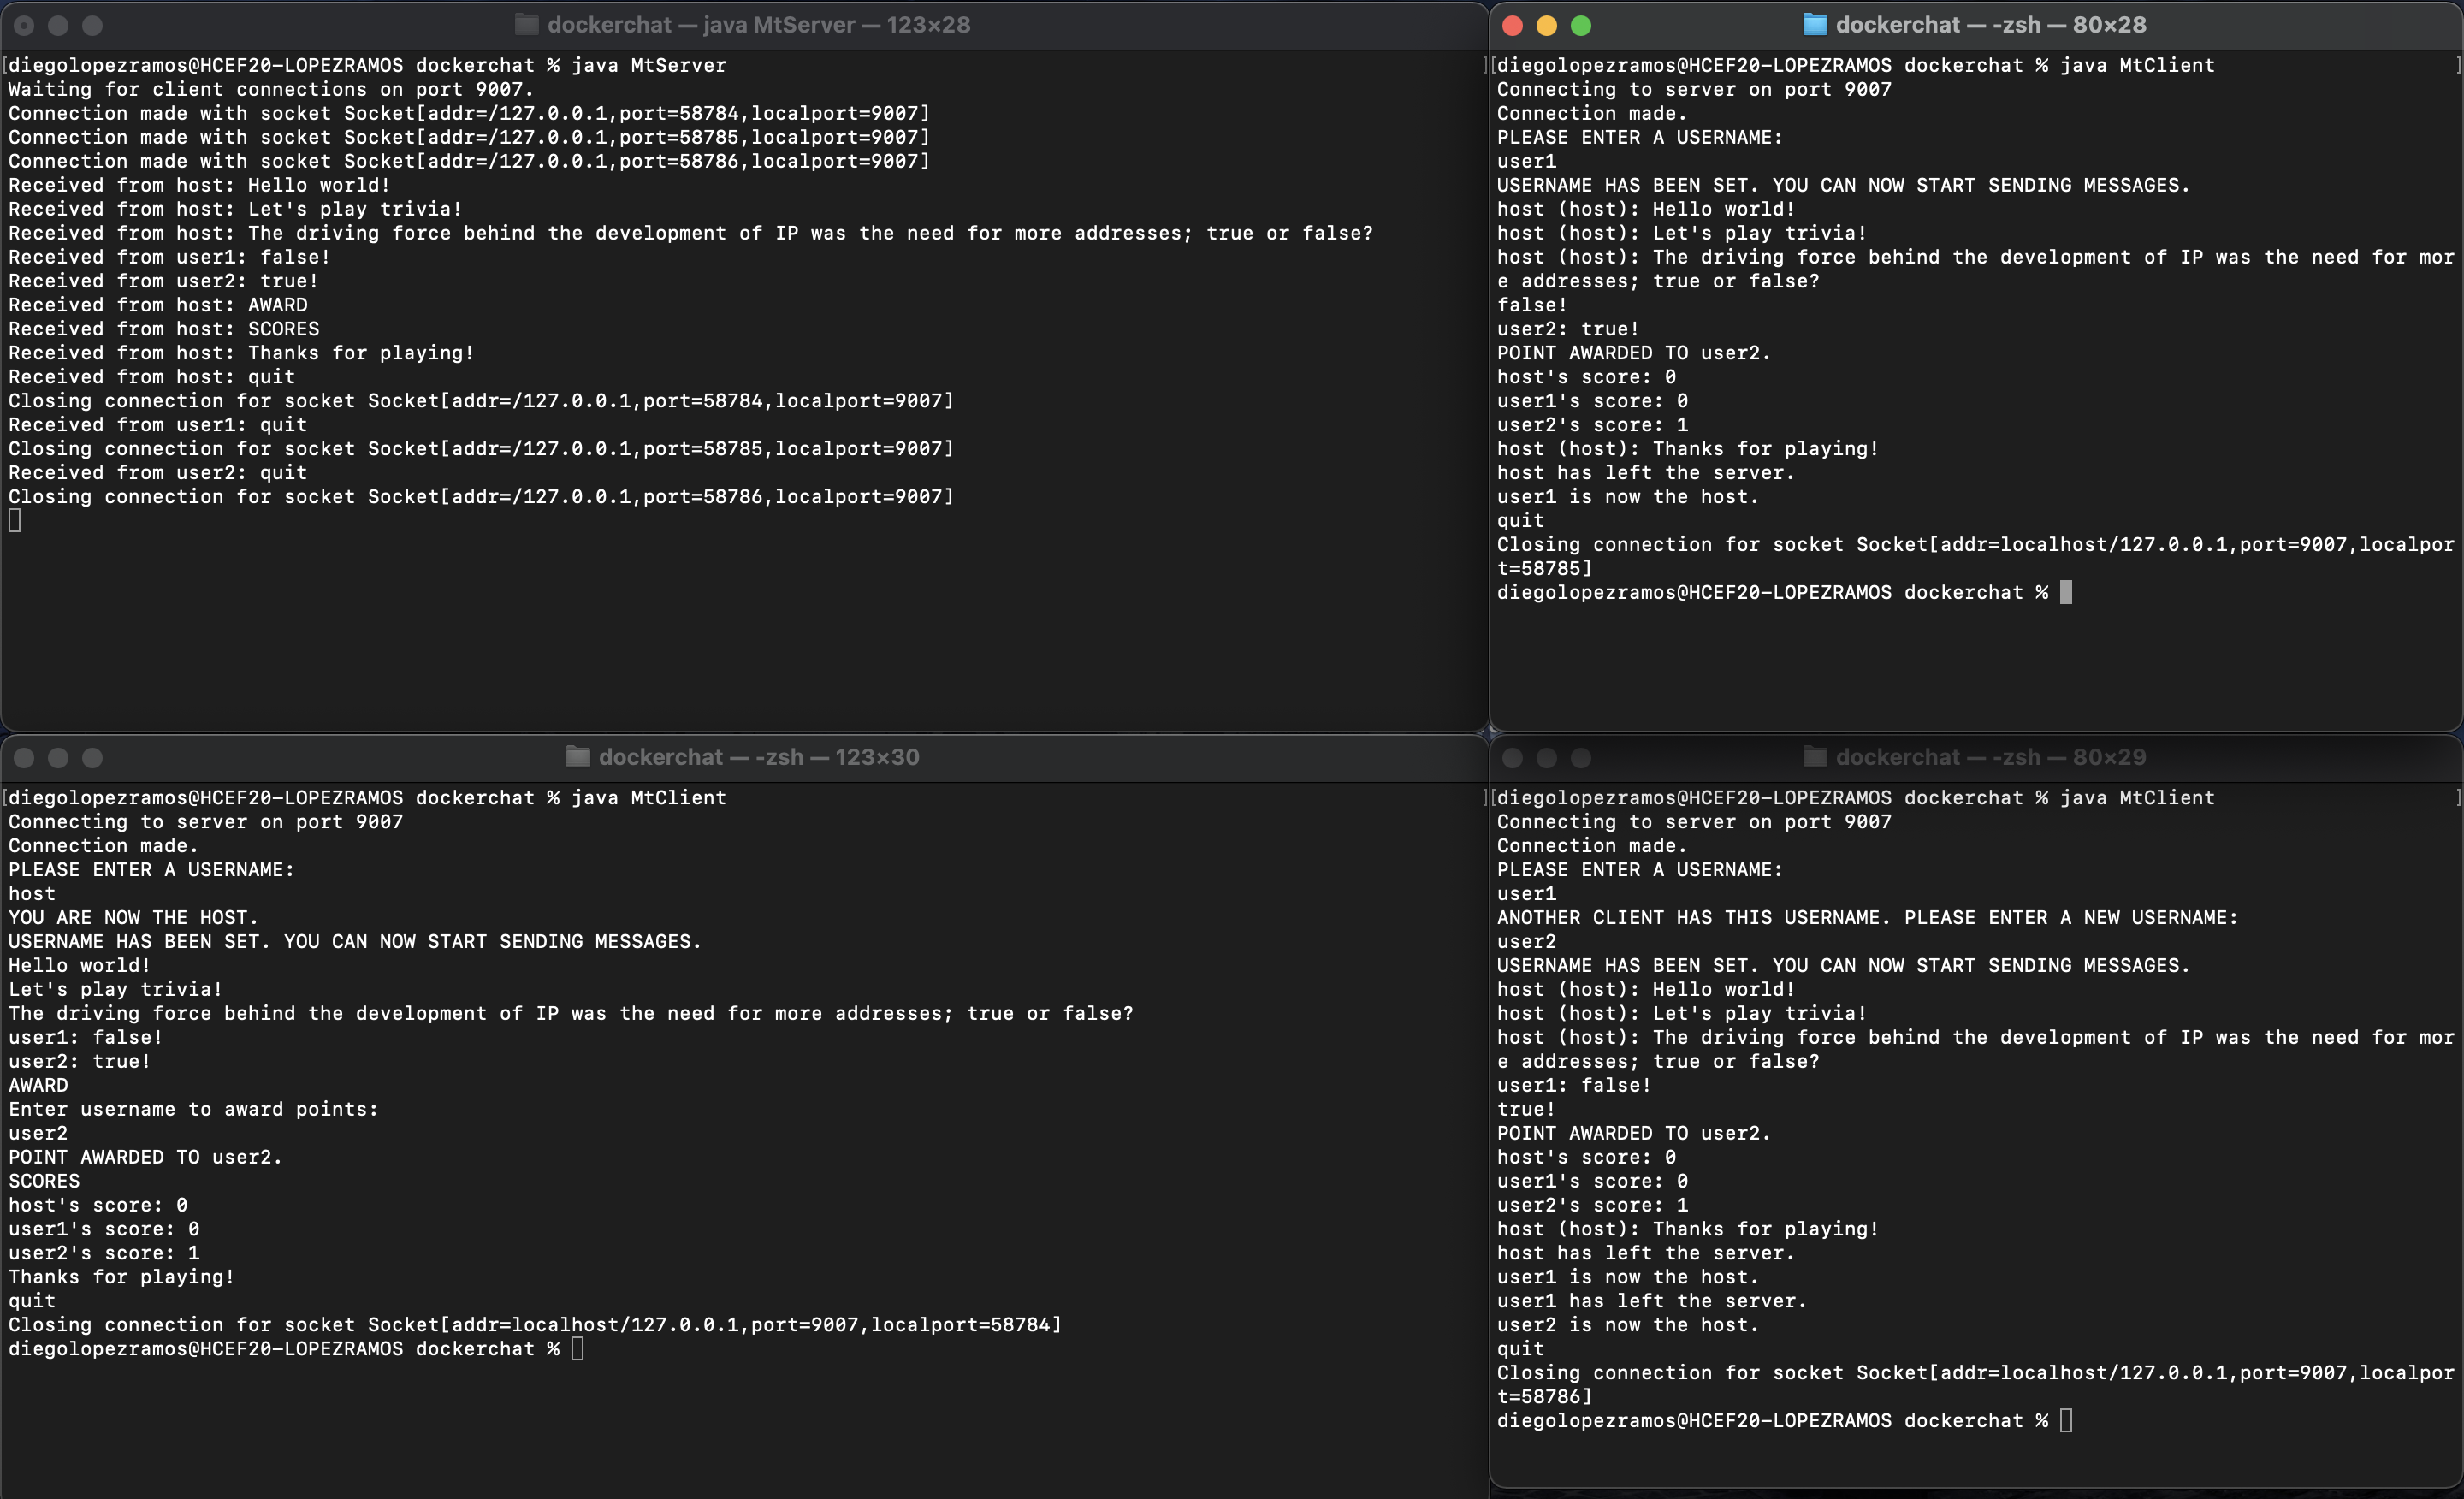 dockerchat — java MtServer — 123×28
[diegolopezramos@HCEF20-LOPEZRAMOS dockerchat % java MtServer ]
Waiting for client connections on port 9007.
Connection made with socket Socket[addr=/127.0.0.1,port=58784,localport=9007]
Connection made with socket Socket[addr=/127.0.0.1,port=58785,localport=9007]
Connection made with socket Socket[addr=/127.0.0.1,port=58786,localport=9007]
Received from host: Hello world!
Received from host: Let's play trivia!
Received from host: The driving force behind the development of IP was the need for more addresses; true or false?
Received from user1: false!
Received from user2: true!
Received from host: AWARD
Received from host: SCORES
Received from host: Thanks for playing!
Received from host: quit
Closing connection for socket Socket[addr=/127.0.0.1,port=58784,localport=9007]
Received from user1: quit
Closing connection for socket Socket[addr=/127.0.0.1,port=58785,localport=9007]
Received from user2: quit
Closing connection for socket Socket[addr=/127.0.0.1,port=58786,localport=9007]
dockerchat — -zsh — 80×28
[diegolopezramos@HCEF20-LOPEZRAMOS dockerchat % java MtClient ]
Connecting to server on port 9007
Connection made.
PLEASE ENTER A USERNAME:
user1
USERNAME HAS BEEN SET. YOU CAN NOW START SENDING MESSAGES.
host (host): Hello world!
host (host): Let's play trivia!
host (host): The driving force behind the development of IP was the need for mor
e addresses; true or false?
false!
user2: true!
POINT AWARDED TO user2.
host's score: 0
user1's score: 0
user2's score: 1
host (host): Thanks for playing!
host has left the server.
user1 is now the host.
quit
Closing connection for socket Socket[addr=localhost/127.0.0.1,port=9007,localpor
t=58785]
diegolopezramos@HCEF20-LOPEZRAMOS dockerchat %
dockerchat — -zsh — 123×30
[diegolopezramos@HCEF20-LOPEZRAMOS dockerchat % java MtClient ]
Connecting to server on port 9007
Connection made.
PLEASE ENTER A USERNAME:
host
YOU ARE NOW THE HOST.
USERNAME HAS BEEN SET. YOU CAN NOW START SENDING MESSAGES.
Hello world!
Let's play trivia!
The driving force behind the development of IP was the need for more addresses; true or false?
user1: false!
user2: true!
AWARD
Enter username to award points:
user2
POINT AWARDED TO user2.
SCORES
host's score: 0
user1's score: 0
user2's score: 1
Thanks for playing!
quit
Closing connection for socket Socket[addr=localhost/127.0.0.1,port=9007,localport=58784]
diegolopezramos@HCEF20-LOPEZRAMOS dockerchat %
dockerchat — -zsh — 80×29
[diegolopezramos@HCEF20-LOPEZRAMOS dockerchat % java MtClient ]
Connecting to server on port 9007
Connection made.
PLEASE ENTER A USERNAME:
user1
ANOTHER CLIENT HAS THIS USERNAME. PLEASE ENTER A NEW USERNAME:
user2
USERNAME HAS BEEN SET. YOU CAN NOW START SENDING MESSAGES.
host (host): Hello world!
host (host): Let's play trivia!
host (host): The driving force behind the development of IP was the need for mor
e addresses; true or false?
user1: false!
true!
POINT AWARDED TO user2.
host's score: 0
user1's score: 0
user2's score: 1
host (host): Thanks for playing!
host has left the server.
user1 is now the host.
user1 has left the server.
user2 is now the host.
quit
Closing connection for socket Socket[addr=localhost/127.0.0.1,port=9007,localpor
t=58786]
diegolopezramos@HCEF20-LOPEZRAMOS dockerchat %